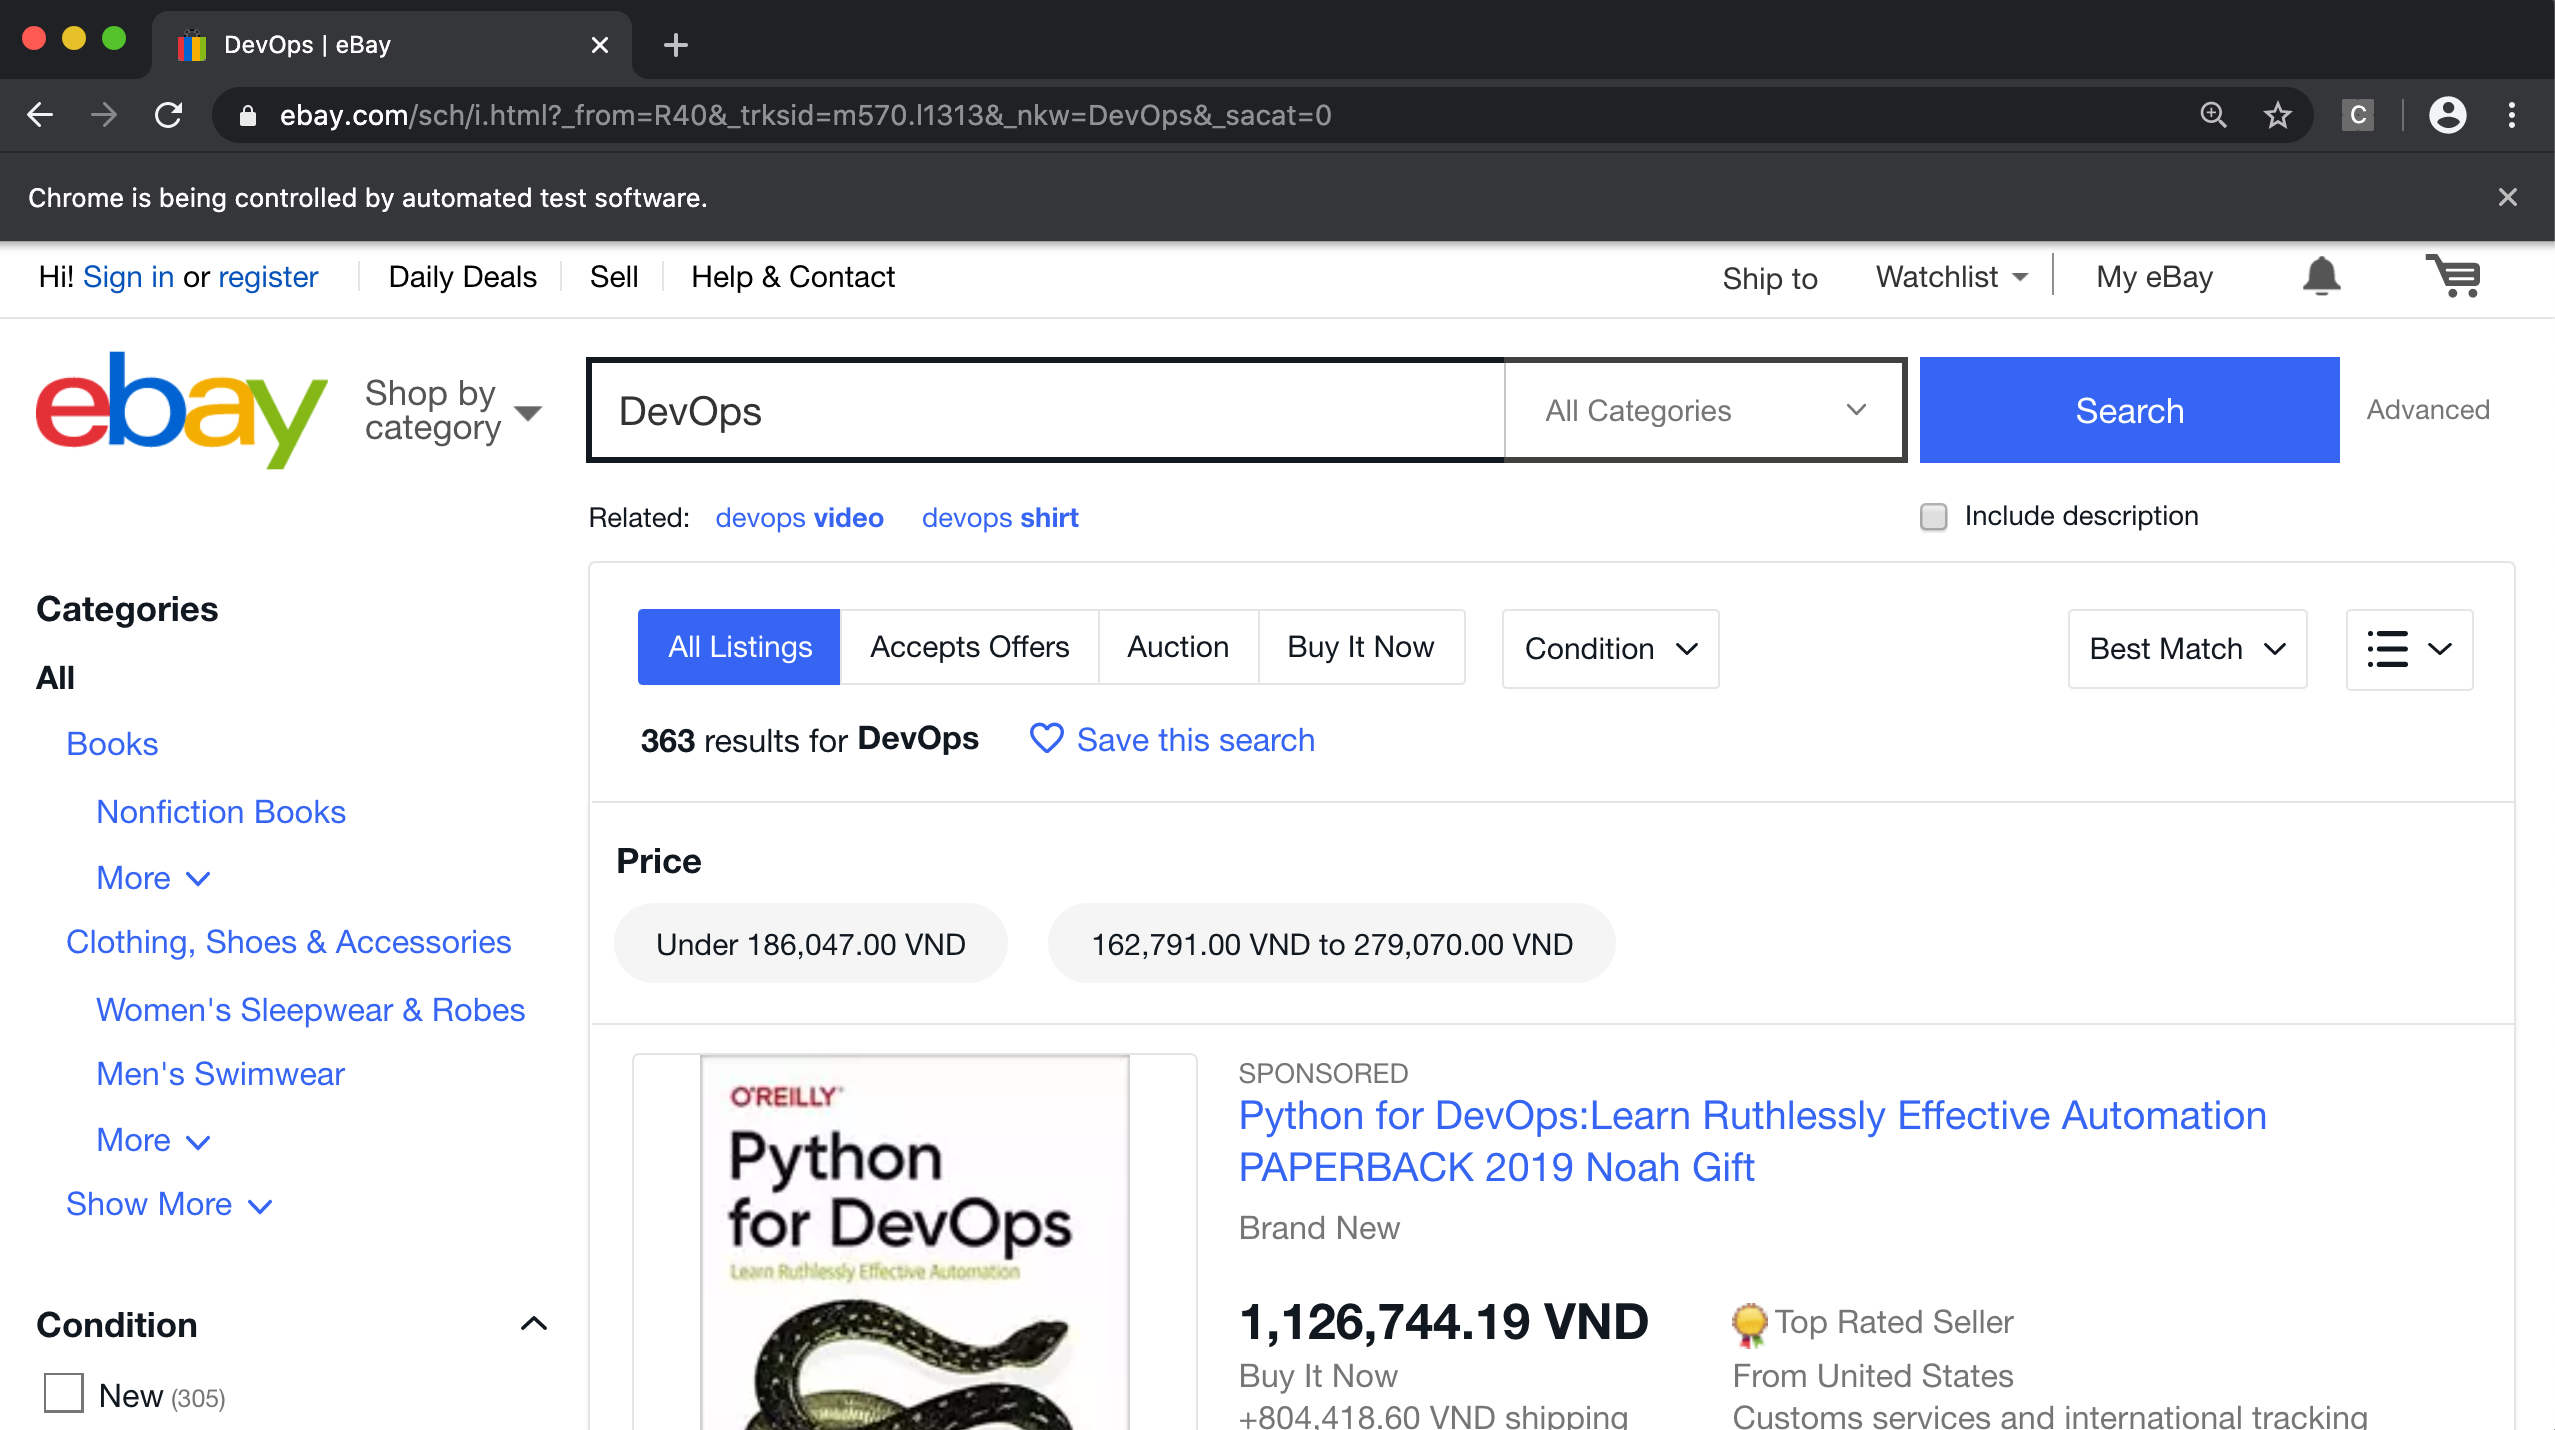 DevOps | eBay
ebay.com/sch/i.html?_from=R40&_trksid=m570.l1313&_nkw=DevOps&_sacat=0
C
Chrome is being controlled by automated test software.
Hi! Sign in or register
Daily Deals
Sell
Help & Contact
Ship to
Watchlist
My eBay
ebay
Shop by
category
DevOps
All Categories
Search
Advanced
Related: devops video devops shirt
Include description
Categories
All
Books
Nonfiction Books
More
Clothing, Shoes & Accessories
Women's Sleepwear & Robes
Men's Swimwear
More
Show More
Condition
New (305)
All Listings
Accepts Offers
Auction
Buy It Now
Condition
Best Match
363 results for DevOps
Save this search
Price
Under 186,047.00 VND
162,791.00 VND to 279,070.00 VND
O'REILLY
Python
for DevOps
Learn Ruthlessly Effective Automation
SPONSORED
Python for DevOps:Learn Ruthlessly Effective Automation
PAPERBACK 2019 Noah Gift
Brand New
1,126,744.19 VND
Buy It Now
+804,418.60 VND shipping
Top Rated Seller
From United States
Customs services and international tracking